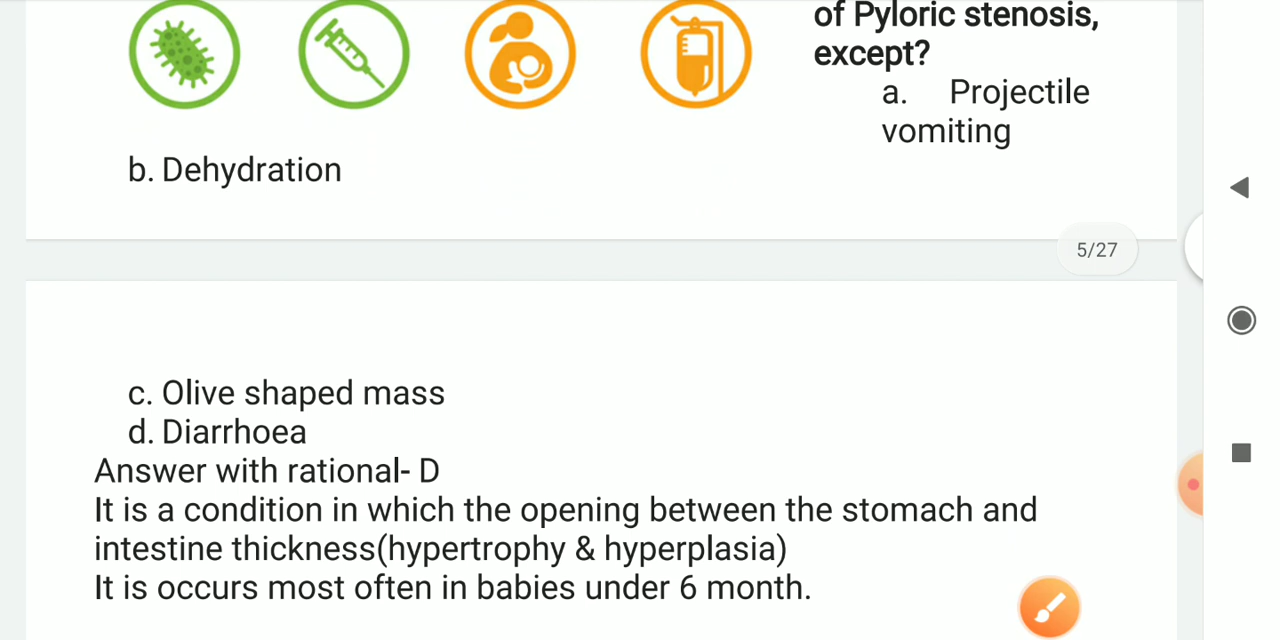 of Pyloric stenosis,
except?
a. Projectile
vomiting
b. Dehydration
5/27
c. Olive shaped mass
d. Diarrhoea
Answer with rational- D
It is a condition in which the opening between the stomach and
intestine thickness(hypertrophy & hyperplasia)
It is occurs most often in babies under 6 month.